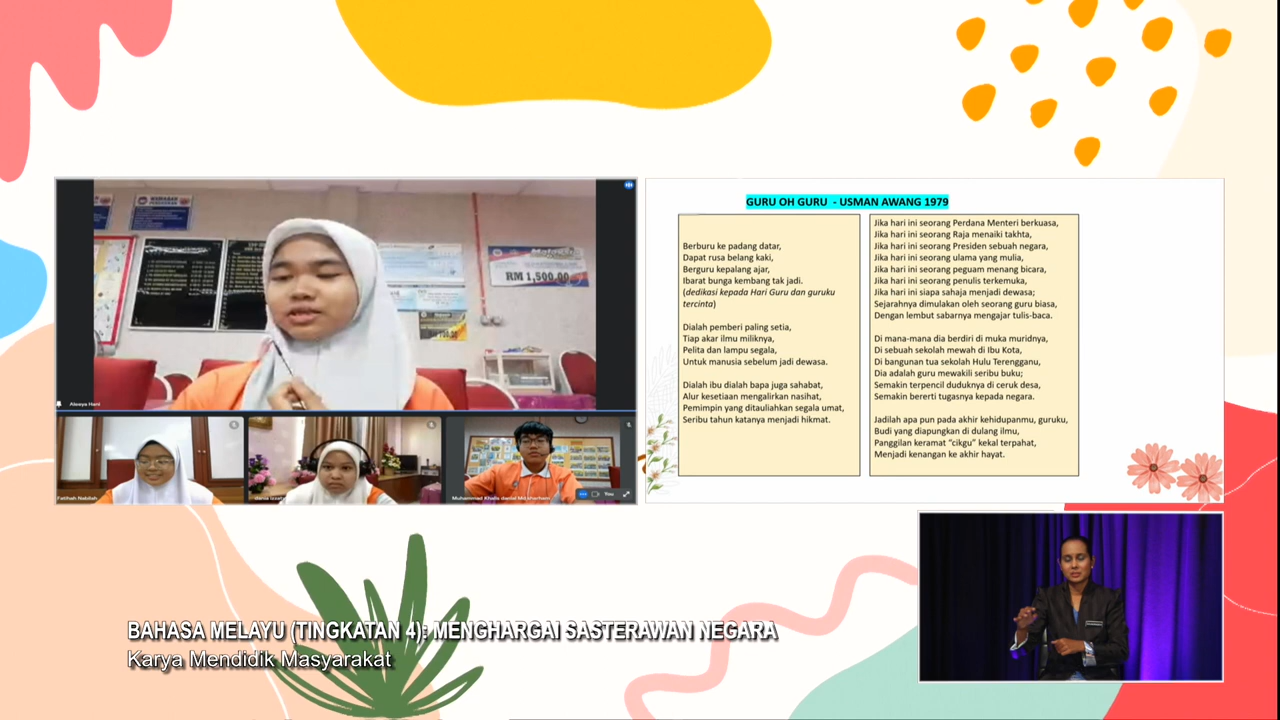 RM 1,500.00
Aleeya Hani
Fatihah Nabilah
You
GURU OH GURU - USMAN AWANG 1979
Berburu ke padang datar,
Dapat rusa belang kaki,
Berguru kepalang ajar,
Ibarat bunga kembang tak jadi.
(dedikasi kepada Hari Guru dan guruku
tercinta)
Dialah pemberi paling setia,
Tiap akar ilmu miliknya,
Pelita dan lampu segala,
Untuk manusia sebelum jadi dewasa.
Dialah ibu dialah bapa juga sahabat,
Alur kesetiaan mengalirkan nasihat,
Pemimpin yang ditauliahkan segala umat,
Seribu tahun katanya menjadi hikmat.
Jika hari ini seorang Perdana Menteri berkuasa,
Jika hari ini seorang Raja menaiki takhta,
Jika hari ini seorang Presiden sebuah negara,
Jika hari ini seorang ulama yang mulia,
Jika hari ini seorang peguam menang bicara,
Jika hari ini seorang penulis terkemuka,
Jika hari ini siapa sahaja menjadi dewasa;
Sejarahnya dimulakan oleh seorang guru biasa,
Dengan lembut sabarnya mengajar tulis-baca.
Di mana-mana dia berdiri di muka muridnya,
Di sebuah sekolah mewah di Ibu Kota,
Di bangunan tua sekolah Hulu Terengganu,
Dia adalah guru mewakili seribu buku;
Semakin terpencil duduknya di ceruk desa,
Semakin bererti tugasnya kepada negara.
Jadilah apa pun pada akhir kehidupanmu, guruku,
Budi yang diapungkan di dulang ilmu,
Panggilan keramat "cikgu" kekal terpahat,
Menjadi kenangan ke akhir hayat.
BAHASA MELAYU (TINGKATAN 4): MENGHARGAI SASTERAWAN NEGARA
Karya Mendidik Masyarakat